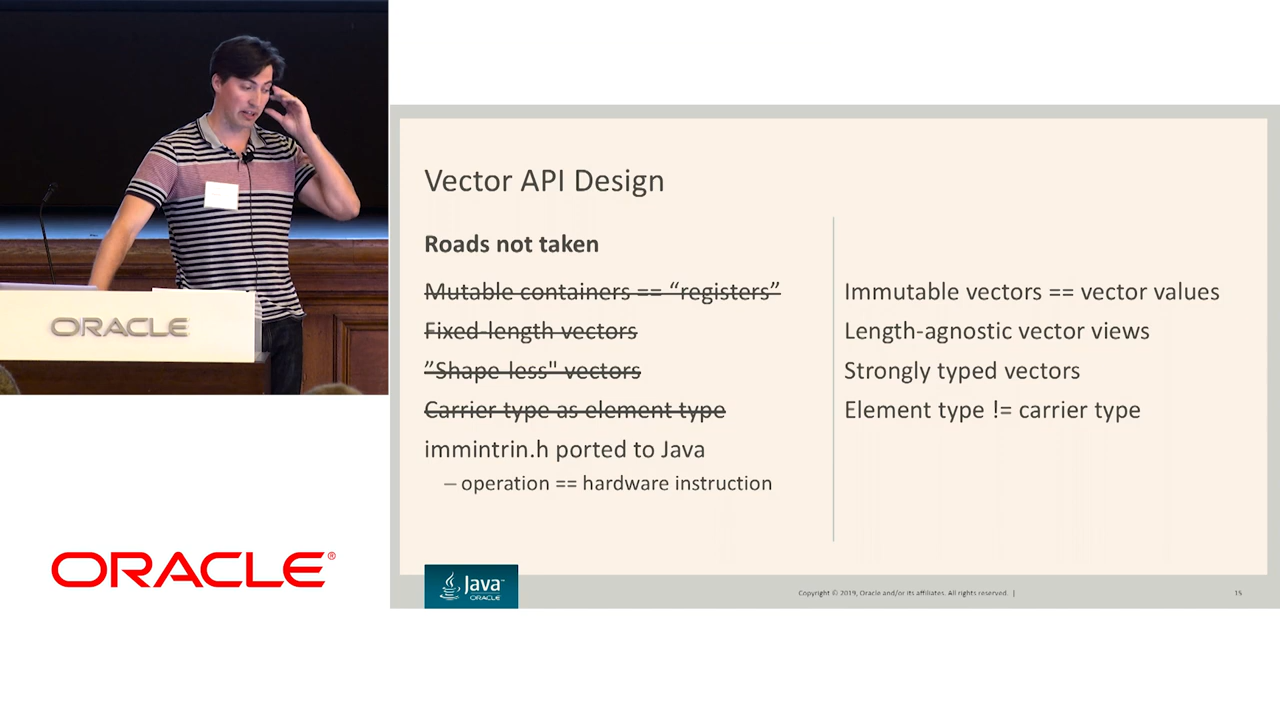 ORACLE
Vector API Design
Roads not taken
Mutable containers == “registers”
Fixed-length vectors
”Shape-less" vectors
Carrier type as element type
immintrin.h ported to Java
– operation == hardware instruction
Immutable vectors == vector values
Length-agnostic vector views
Strongly typed vectors
Element type != carrier type
ORACLE®
Java™
ORACLE
Copyright © 2019, Oracle and/or its affiliates. All rights reserved. |
15